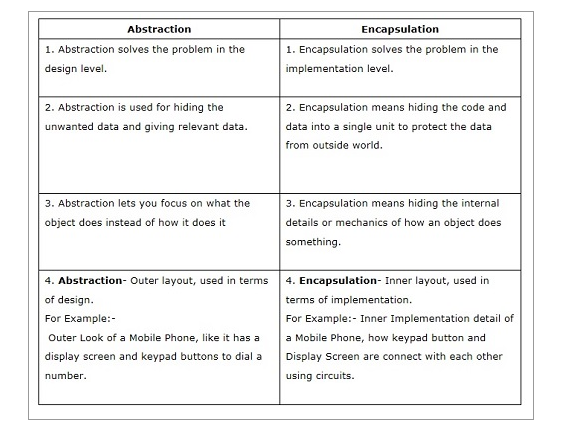 Abstraction
Encapsulation
1. Abstraction solves the problem in the
design level.
1. Encapsulation solves the problem in the
implementation level.
2. Abstraction is used for hiding the
unwanted data and giving relevant data.
2. Encapsulation means hiding the code and
data into a single unit to protect the data
from outside world.
3. Abstraction lets you focus on what the
object does instead of how it does it
3. Encapsulation means hiding the internal
details or mechanics of how an object does
something.
4. Abstraction- Outer layout, used in terms
of design.
For Example:-
Outer Look of a Mobile Phone, like it has a
display screen and keypad buttons to dial a
number.
4. Encapsulation- Inner layout, used in
terms of implementation.
For Example:- Inner Implementation detail of
a Mobile Phone, how keypad button and
Display Screen are connect with each other
using circuits.